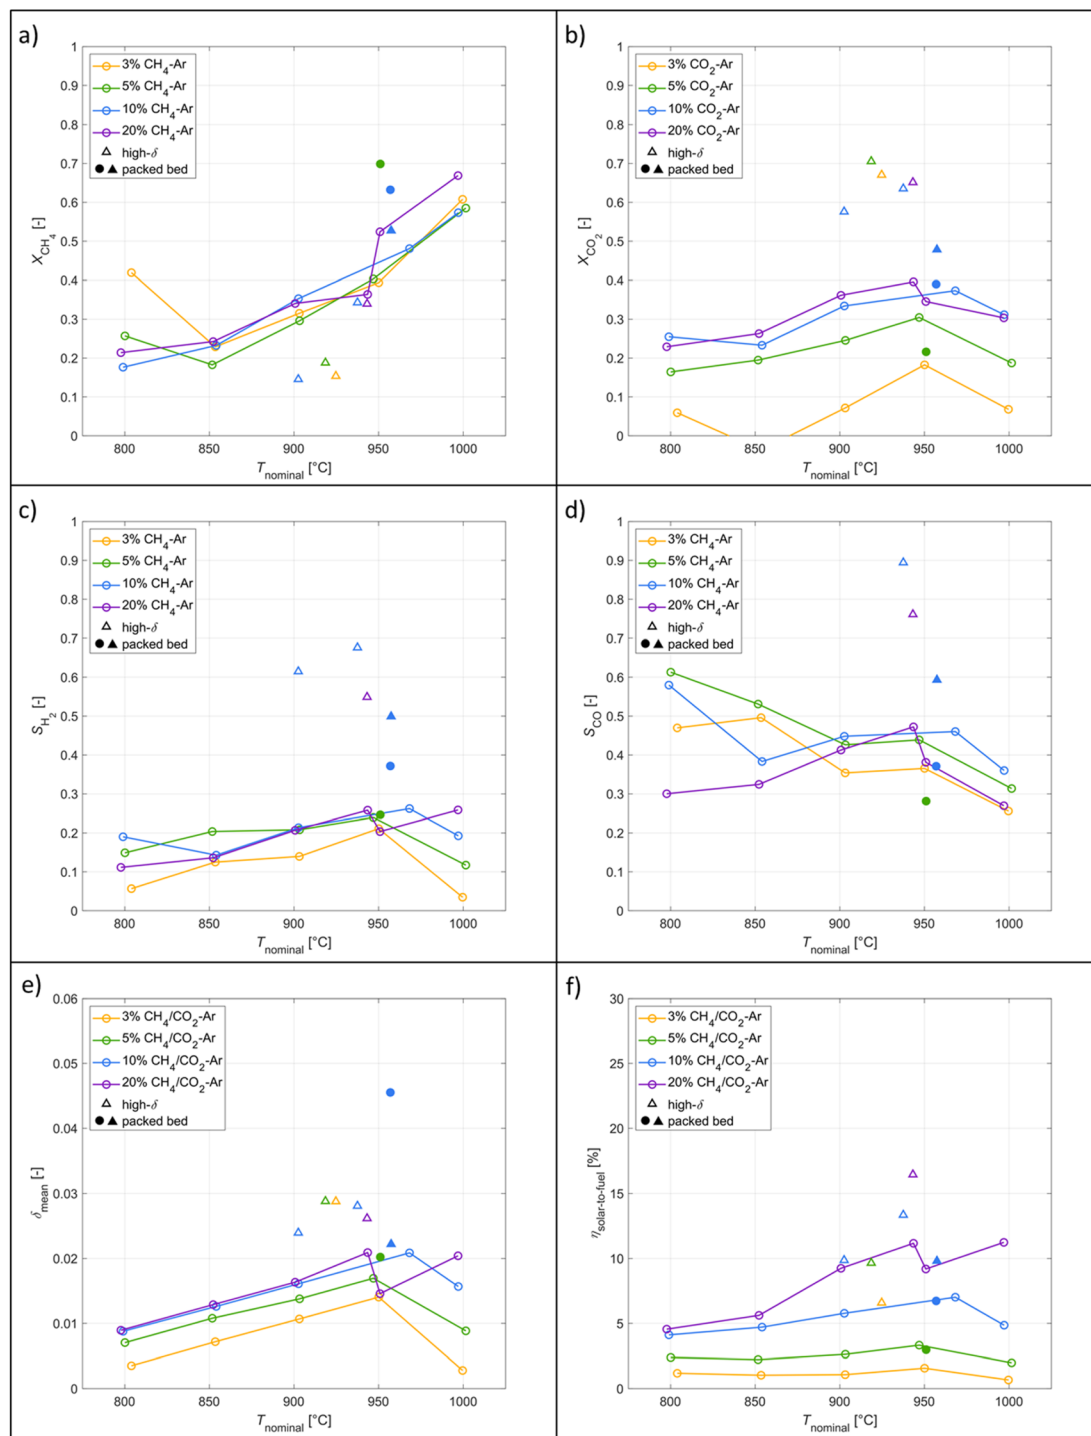 a)
1
0.9
0.8
0.7
0.6
0.5
0.4
0.3
0.2
0.1
0
X_CH4 [-]
3% CH4-Ar
5% CH4-Ar
10% CH4-Ar
20% CH4-Ar
high-δ
packed bed
800 850 900 950 1000
T_nominal [°C]
b)
1
0.9
0.8
0.7
0.6
0.5
0.4
0.3
0.2
0.1
0
X_CO2 [-]
3% CO2-Ar
5% CO2-Ar
10% CO2-Ar
20% CO2-Ar
high-δ
packed bed
800 850 900 950 1000
T_nominal [°C]
c)
1
0.9
0.8
0.7
0.6
0.5
0.4
0.3
0.2
0.1
0
S_H2 [-]
3% CH4-Ar
5% CH4-Ar
10% CH4-Ar
20% CH4-Ar
high-δ
packed bed
800 850 900 950 1000
T_nominal [°C]
d)
1
0.9
0.8
0.7
0.6
0.5
0.4
0.3
0.2
0.1
0
S_CO [-]
3% CH4-Ar
5% CH4-Ar
10% CH4-Ar
20% CH4-Ar
high-δ
packed bed
800 850 900 950 1000
T_nominal [°C]
e)
0.06
0.05
0.04
0.03
0.02
0.01
0
δ_mean [-]
3% CH4/CO2-Ar
5% CH4/CO2-Ar
10% CH4/CO2-Ar
20% CH4/CO2-Ar
high-δ
packed bed
800 850 900 950 1000
T_nominal [°C]
f)
30
25
20
15
10
5
0
η_solar-to-fuel [%]
3% CH4/CO2-Ar
5% CH4/CO2-Ar
10% CH4/CO2-Ar
20% CH4/CO2-Ar
high-δ
packed bed
800 850 900 950 1000
T_nominal [°C]